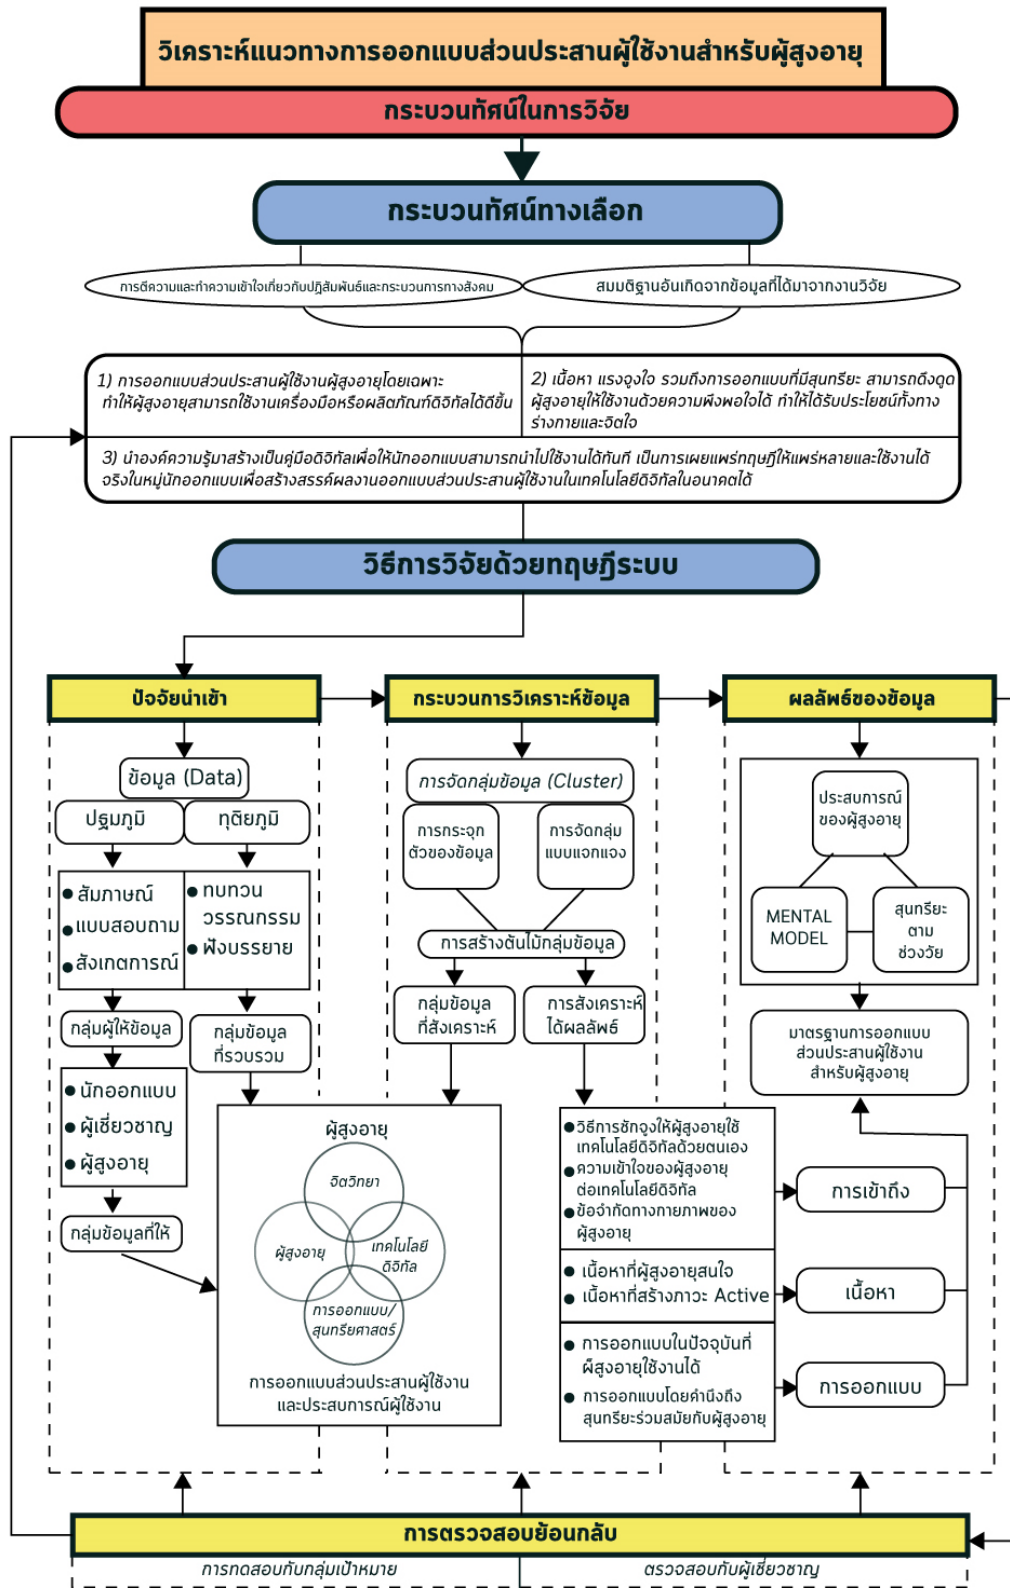 วิเคราะห์แนวทางการออกแบบส่วนประสานผู้ใช้งานสำหรับผู้สูงอายุ
กระบวนทัศน์ในการวิจัย
กระบวนทัศน์ทางเลือก
การตีความและทำความเข้าใจเกี่ยวกับปฏิสัมพันธ์และกระบวนการทางสังคม
สมมติฐานอันเกิดจากข้อมูลที่ได้มาจากงานวิจัย
1) การออกแบบส่วนประสานผู้ใช้งานผู้สูงอายุโดยเฉพาะ
ทำให้ผู้สูงอายุสามารถใช้งานเครื่องมือหรือผลิตภัณฑ์ดิจิทัลได้ดีขึ้น
2) เนื้อหา แรงจูงใจ รวมถึงการออกแบบที่มีสุนทรียะ สามารถดึงดูด
ผู้สูงอายุให้ใช้งานด้วยความพึงพอใจได้ ทำให้ได้รับประโยชน์ทั้งทาง
ร่างกายและจิตใจ
3) นำองค์ความรู้มาสร้างเป็นคู่มือดิจิทัลเพื่อให้นักออกแบบสามารถนำไปใช้งานได้ทันที เป็นการเผยแพร่ทฤษฎีให้แพร่หลายและใช้งานได้
จริงในหมู่นักออกแบบเพื่อสร้างสรรค์ผลงานออกแบบส่วนประสานผู้ใช้งานในเทคโนโลยีดิจิทัลในอนาคตได้
วิธีการวิจัยด้วยทฤษฎีระบบ
ปัจจัยนำเข้า
ข้อมูล (Data)
ปฐมภูมิ
ทุติยภูมิ
● สัมภาษณ์
● แบบสอบถาม
● สังเกตการณ์
● ทบทวน
วรรณกรรม
● ฟังบรรยาย
กลุ่มผู้ให้ข้อมูล
กลุ่มข้อมูล
ที่รวบรวม
● นักออกแบบ
● ผู้เชี่ยวชาญ
● ผู้สูงอายุ
กลุ่มข้อมูลที่ให้
กระบวนการวิเคราะห์ข้อมูล
การจัดกลุ่มข้อมูล (Cluster)
การกระจุก
ตัวของข้อมูล
การจัดกลุ่ม
แบบแจกแจง
การสร้างต้นไม้กลุ่มข้อมูล
กลุ่มข้อมูล
ที่สังเคราะห์
การสังเคราะห์
ได้ผลลัพธ์
ผู้สูงอายุ
จิตวิทยา
ผู้สูงอายุ
เทคโนโลยี
ดิจิทัล
การออกแบบ/
สุนทรียศาสตร์
การออกแบบส่วนประสานผู้ใช้งาน
และประสบการณ์ผู้ใช้งาน
● วิธีการชักจูงให้ผู้สูงอายุใช้
เทคโนโลยีดิจิทัลด้วยตนเอง
● ความเข้าใจของผู้สูงอายุ
ต่อเทคโนโลยีดิจิทัล
● ข้อจำกัดทางกายภาพของ
ผู้สูงอายุ
● เนื้อหาที่ผู้สูงอายุสนใจ
● เนื้อหาที่สร้างภาวะ Active
● การออกแบบในปัจจุบันที่
ผู้สูงอายุใช้งานได้
● การออกแบบโดยคำนึงถึง
สุนทรียะร่วมสมัยกับผู้สูงอายุ
ผลลัพธ์ของข้อมูล
ประสบการณ์
ของผู้สูงอายุ
MENTAL
MODEL
สุนทรียะ
ตาม
ช่วงวัย
มาตรฐานการออกแบบ
ส่วนประสานผู้ใช้งาน
สำหรับผู้สูงอายุ
การเข้าถึง
เนื้อหา
การออกแบบ
การตรวจสอบย้อนกลับ
การทดสอบกับกลุ่มเป้าหมาย
ตรวจสอบกับผู้เชี่ยวชาญ